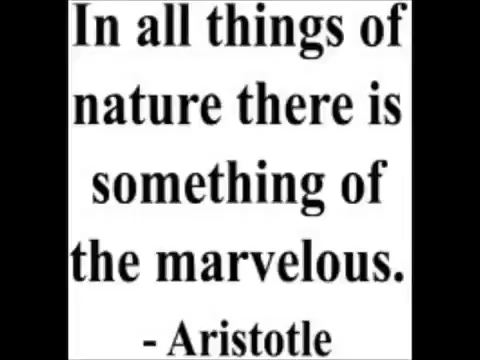 In all things of
nature there is
something of
the marvelous.
- Aristotle